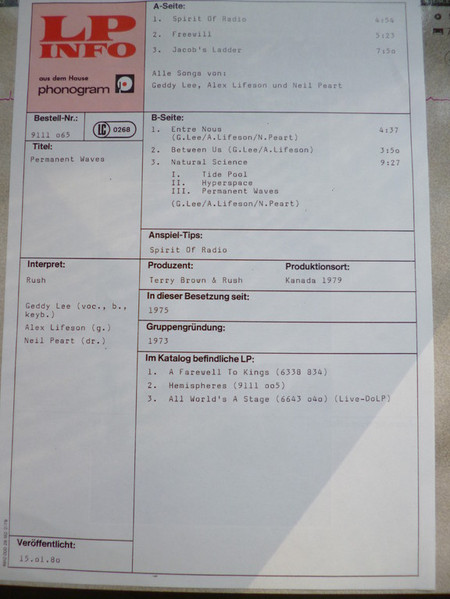 LP
INFO
aus dem Hause
phonogram
A-Seite:
1. Spirit Of Radio 4:54
2. Freewill 5:23
3. Jacob's Ladder 7:5o
Alle Songs van:
Geddy Lee, Alex Lifeson und Neil Peart
Bestell-Nr.:
9111 o65
LC 0268
Titel:
Permanent Waves
B-Seite:
1. Entre Nous 4:37
(G.Lee/A.Lifeson/N.Peart)
2. Between Us (G.Lee/A.Lifeson) 3:5o
3. Natural Science 9:27
I. Tide Pool
II. Hyperspace
III. Permanent Waves
(G.Lee/A.Lifeson/N.Peart)
Anspiel-Tips:
Spirit Of Radio
Interpret:
Rush
Geddy Lee (voc., b.,
keyb.)
Alex Lifeson (g.)
Neil Peart (dr.)
Produzent:
Terry Brown & Rush
Produktionsort:
Kanada 1979
In dieser Besetzung seit:
1975
Gruppengründung:
1973
Im Katalog befindliche LP:
1. A Farewell To Kings (6338 834)
2. Hemispheres (9111 oo5)
3. All World's A Stage (6643 o4o) (Live-DoLP)
Veröffentlicht:
15.o1.8o